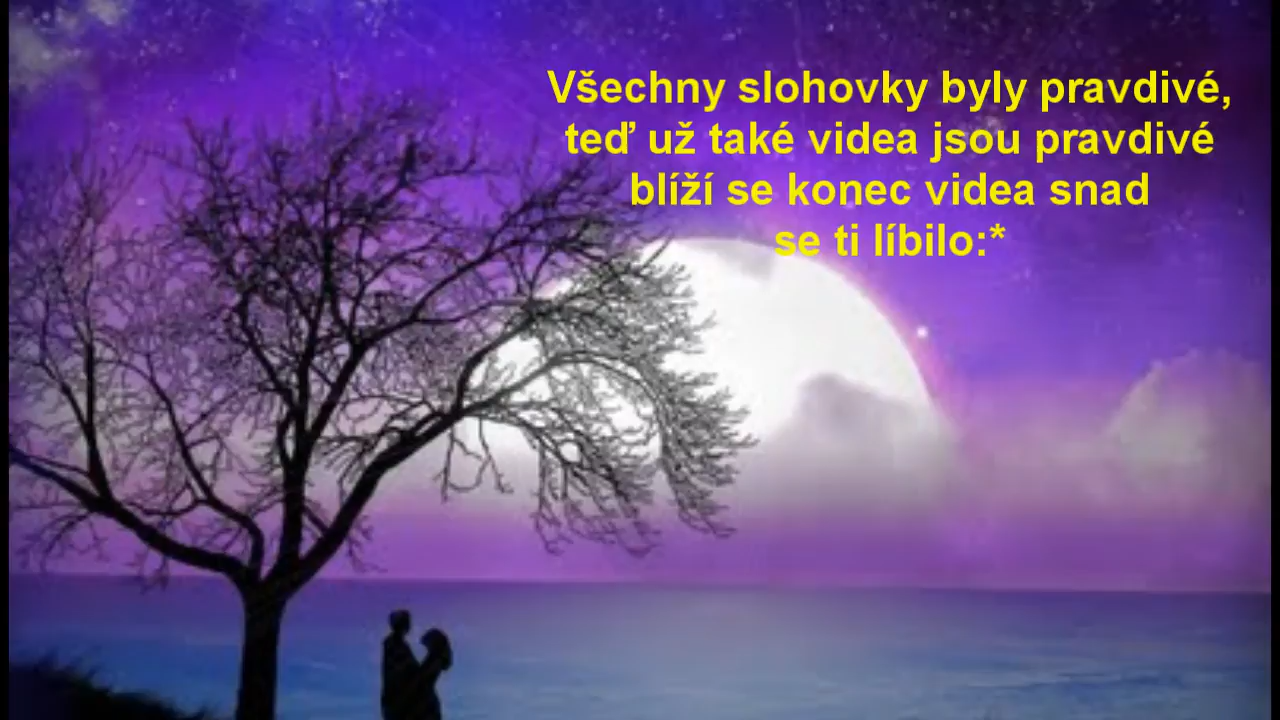 Všechny slohovky byly pravdivé,
teď už také videa jsou pravdivé
blíží se konec videa snad
se ti líbilo:*